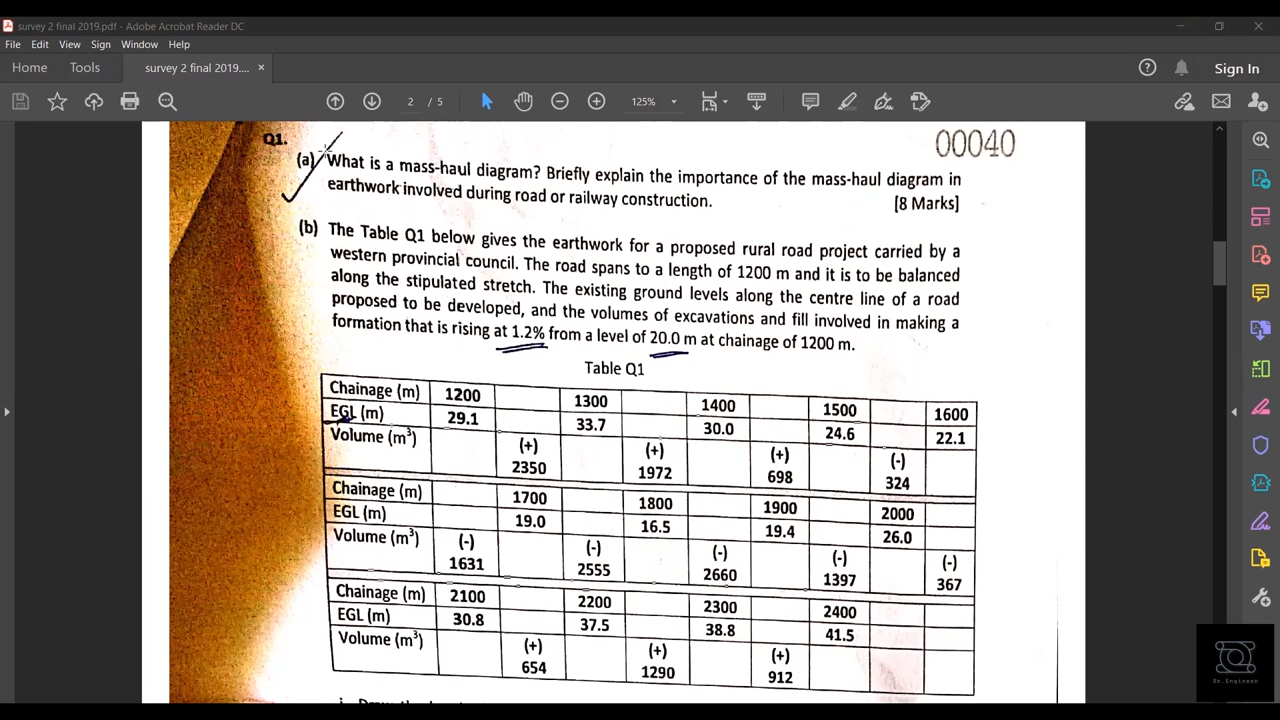 survey 2 final 2019.pdf - Adobe Acrobat Reader DC
File Edit View Sign Window Help
Home Tools survey 2 final 2019.... × Sign In
2 / 5 125%
00040
Q1.
(a) What is a mass-haul diagram? Briefly explain the importance of the mass-haul diagram in
earthwork involved during road or railway construction. [8 Marks]
(b) The Table Q1 below gives the earthwork for a proposed rural road project carried by a
western provincial council. The road spans to a length of 1200 m and it is to be balanced
along the stipulated stretch. The existing ground levels along the centre line of a road
proposed to be developed, and the volumes of excavations and fill involved in making a
formation that is rising at 1.2% from a level of 20.0 m at chainage of 1200 m.
Table Q1
Chainage (m) 1200 1300 1400 1500 1600
EGL (m) 29.1 33.7 30.0 24.6 22.1
Volume (m³) (+) (+) (+) (-)
2350 1972 698 324
Chainage (m) 1700 1800 1900 2000
EGL (m) 19.0 16.5 19.4 26.0
Volume (m³) (-) (-) (-) (-) (-)
1631 2555 2660 1397 367
Chainage (m) 2100 2200 2300 2400
EGL (m) 30.8 37.5 38.8 41.5
Volume (m³) (+) (+) (+)
654 1290 912
Dr.Engineer